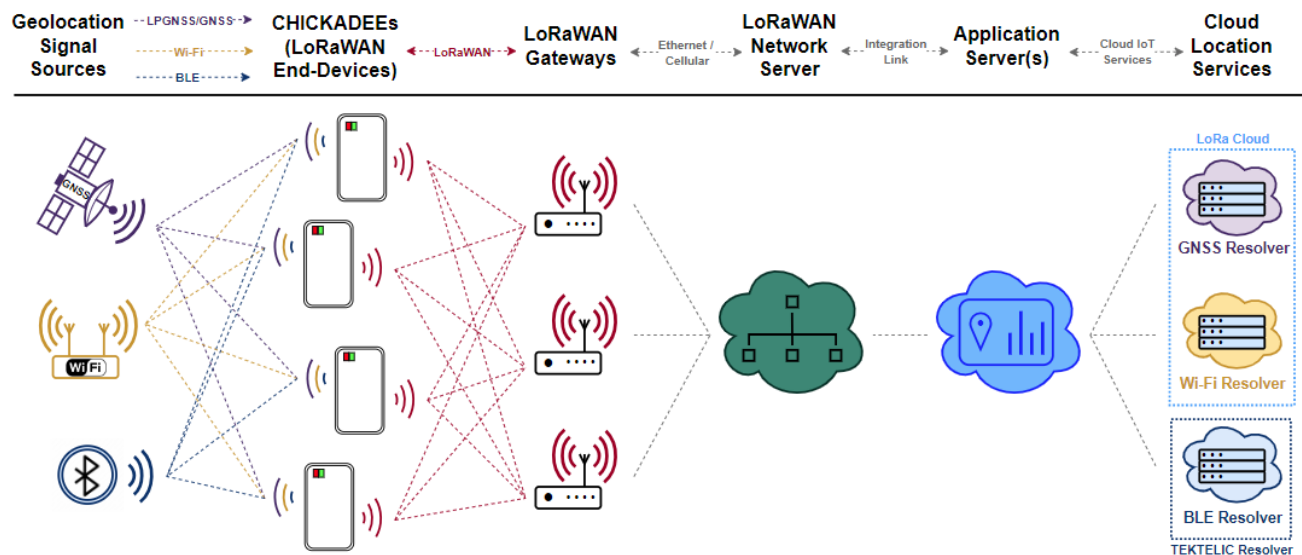 Geolocation
Signal
Sources
LPGNSS/GNSS
Wi-Fi
BLE
CHICKADEEs
(LoRaWAN
End-Devices)
LoRaWAN
LoRaWAN
Gateways
Ethernet /
Cellular
LoRaWAN
Network
Server
Integration
Link
Application
Server(s)
Cloud IoT
Services
Cloud
Location
Services
LoRa Cloud
GNSS
GNSS Resolver
Wi Fi
Wi-Fi Resolver
BLE Resolver
TEKTELIC Resolver